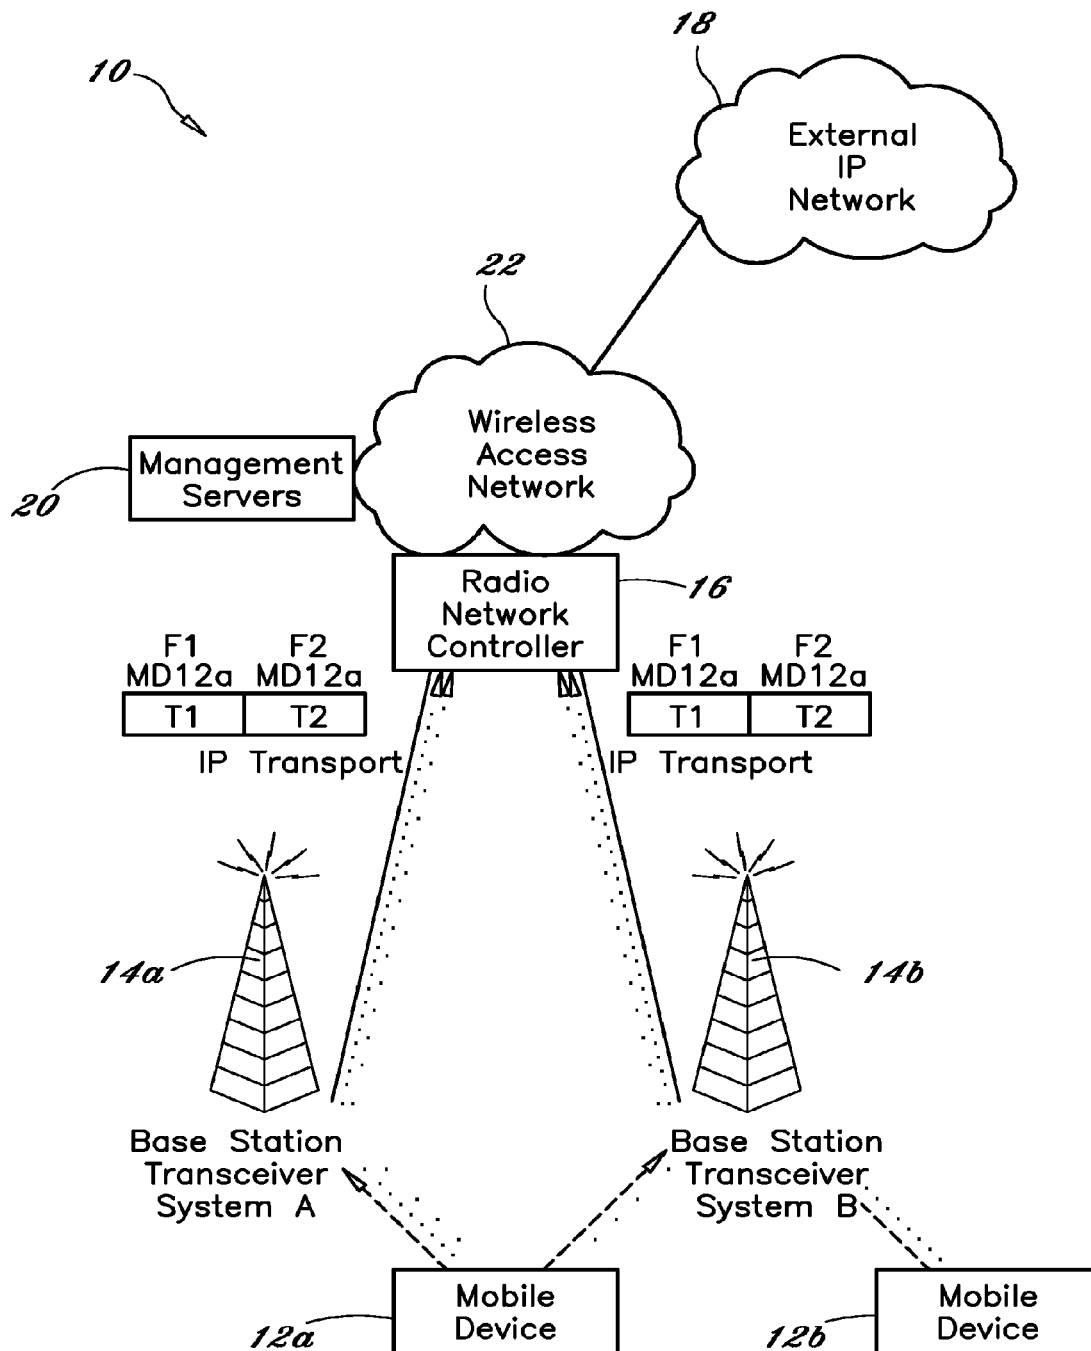 18
10
External
IP
Network
22
Wireless
Access
Network
Management
Servers
20
Radio
Network
Controller
16
F1 F2
MD12a MD12a
T1 T2
IP Transport
F1 F2
MD12a MD12a
T1 T2
IP Transport
14a
14b
Base Station
Transceiver
System A
Base Station
Transceiver
System B
Mobile
Device
12a
Mobile
Device
12b